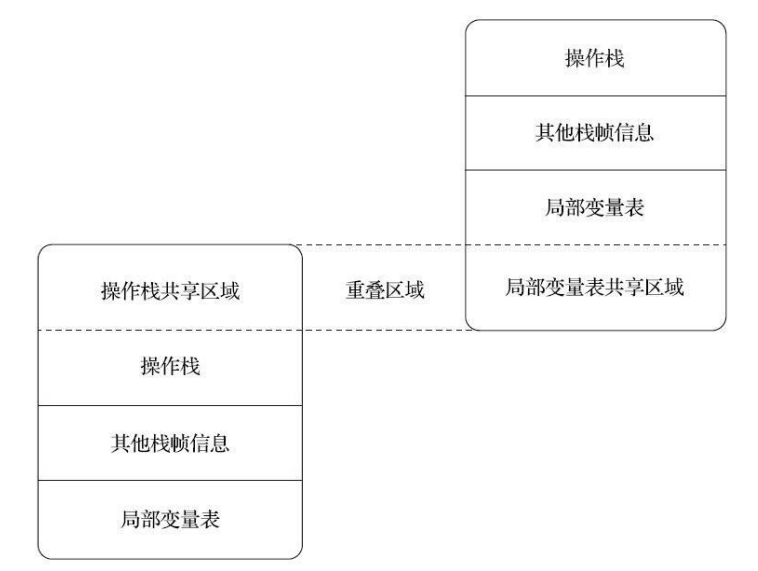 操作栈
其他栈帧信息
局部变量表
操作栈共享区域
重叠区域
局部变量表共享区域
操作栈
其他栈帧信息
局部变量表